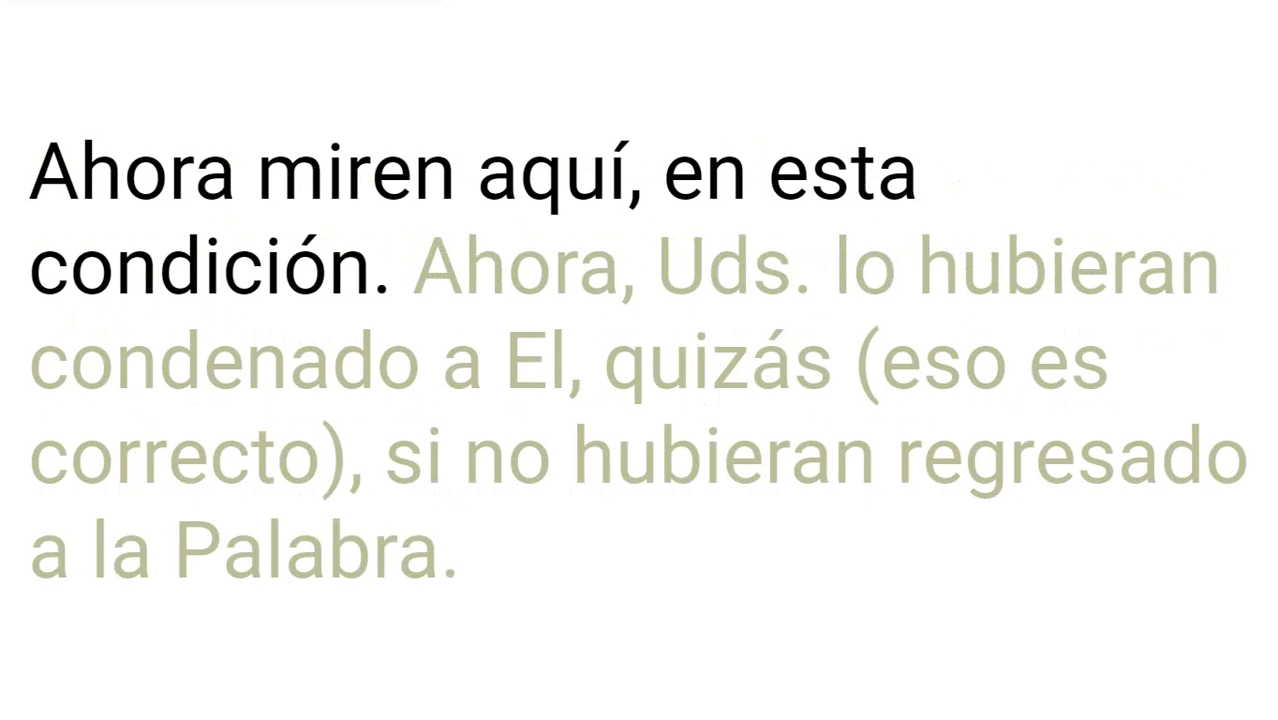 Ahora miren aquí, en esta
condición. Ahora, Uds. lo hubieran
condenado a El, quizás (eso es
correcto), si no hubieran regresado
a la Palabra.